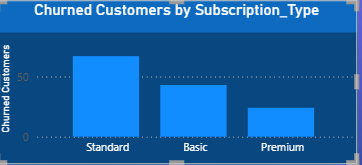 Churned Customers by Subscription_Type
Churned Customers
50
0
Standard
Basic
Premium